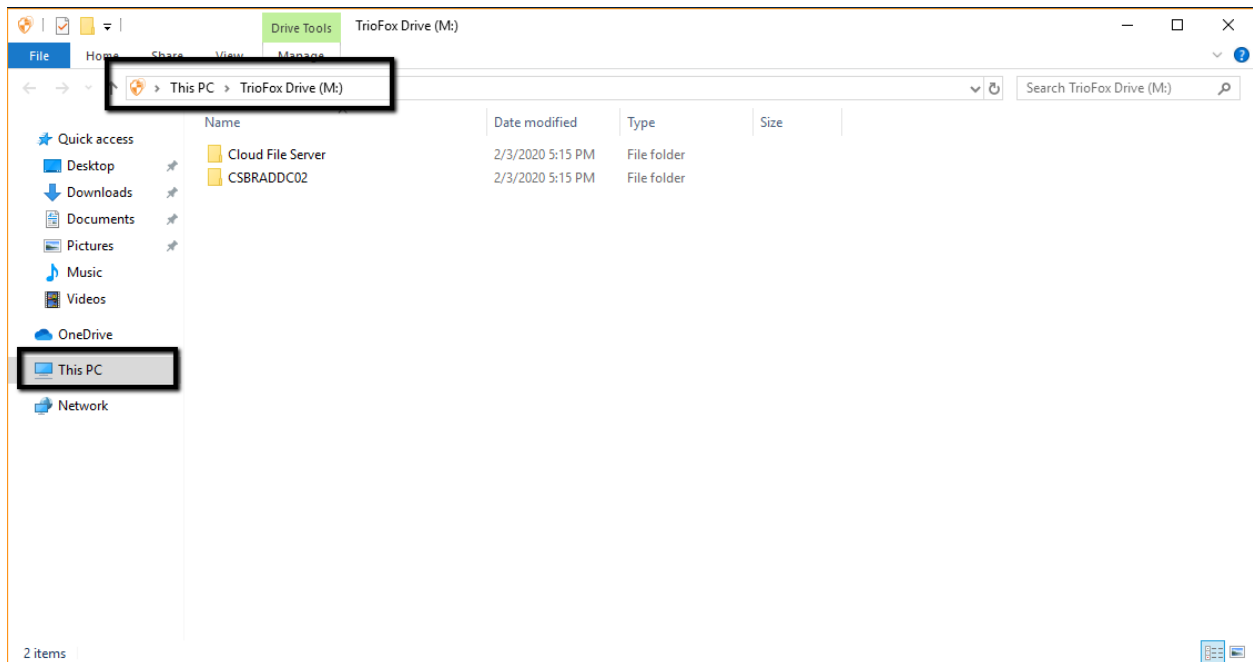 Drive Tools TrioFox Drive (M:)
File Home Share View Manage
This PC > TrioFox Drive (M:) Search TrioFox Drive (M:)
Name Date modified Type Size
Quick access
Cloud File Server 2/3/2020 5:15 PM File folder
Desktop
CSBRADDC02 2/3/2020 5:15 PM File folder
Downloads
Documents
Pictures
Music
Videos
OneDrive
This PC
Network
2 items